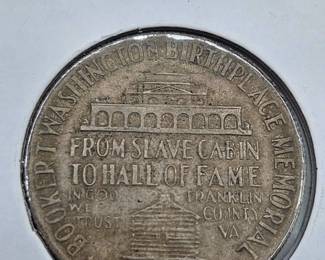 BOOKER T. WASHINGTON BIRTHPLACE MEMORIAL
FROM SLAVE CABIN
TO HALL OF FAME
IN GOD
WE
TRUST
FRANKLIN
COUNTY
VA